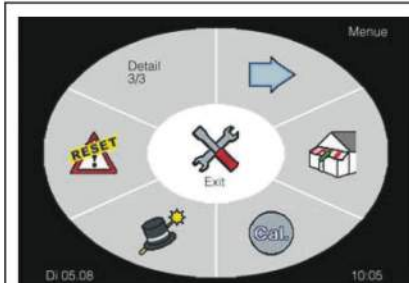 Menue
Detail
3/3
RESET
Exit
Cal.
Di 05.08
10:05